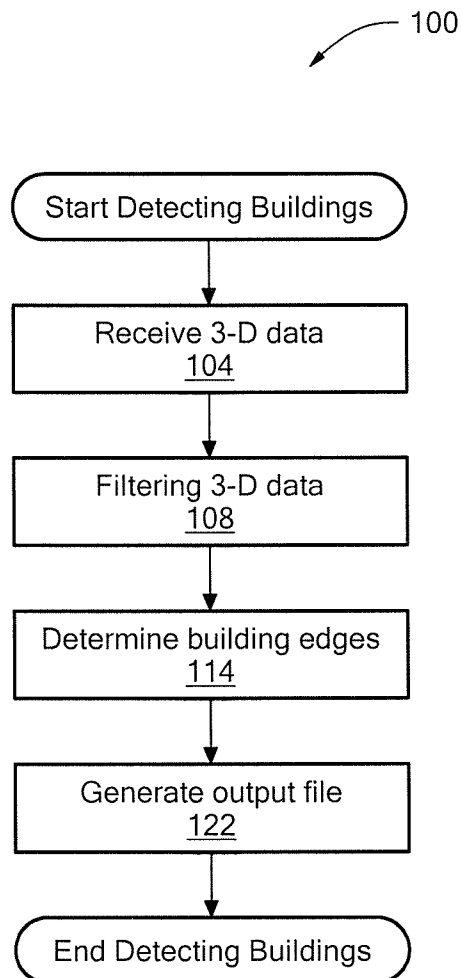 100
Start Detecting Buildings
Receive 3-D data
104
Filtering 3-D data
108
Determine building edges
114
Generate output file
122
End Detecting Buildings